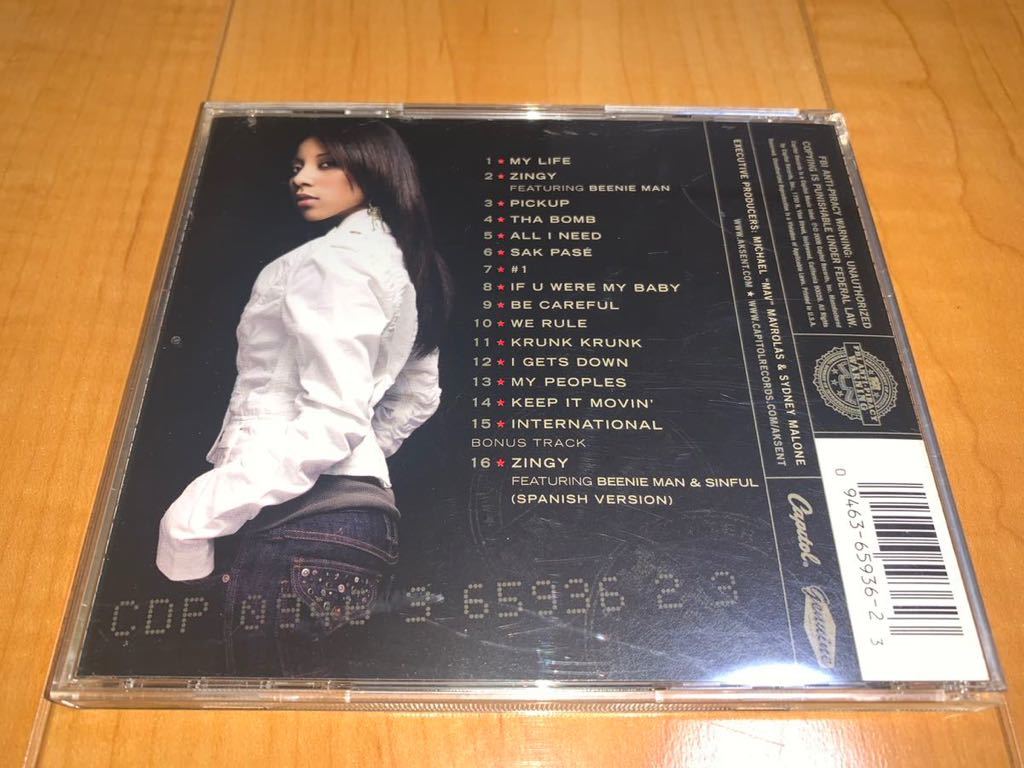 1 ★ MY LIFE
2 ★ ZINGY
FEATURING BEENIE MAN
3 ★ PICKUP
4 ★ THA BOMB
5 ★ ALL I NEED
6 ★ SAK PASÉ
7 ★ #1
8 ★ IF U WERE MY BABY
9 ★ BE CAREFUL
10 ★ WE RULE
11 ★ KRUNK KRUNK
12 ★ I GETS DOWN
13 ★ MY PEOPLES
14 ★ KEEP IT MOVIN'
15 ★ INTERNATIONAL
BONUS TRACK
16 ★ ZINGY
FEATURING BEENIE MAN & SINFUL
(SPANISH VERSION)
CDP 0946 3 65936 2 3
EXECUTIVE PRODUCERS: MICHAEL "MAV" MAVROLAS & SYDNEY MALONE
WWW.AKSENT.COM ★ WWW.CAPITOLRECORDS.COM/AKSENT
FBI ANTI-PIRACY WARNING: UNAUTHORIZED
COPYING IS PUNISHABLE UNDER FEDERAL LAW.
Capitol.
Genuine
0 9463-65936-2 3